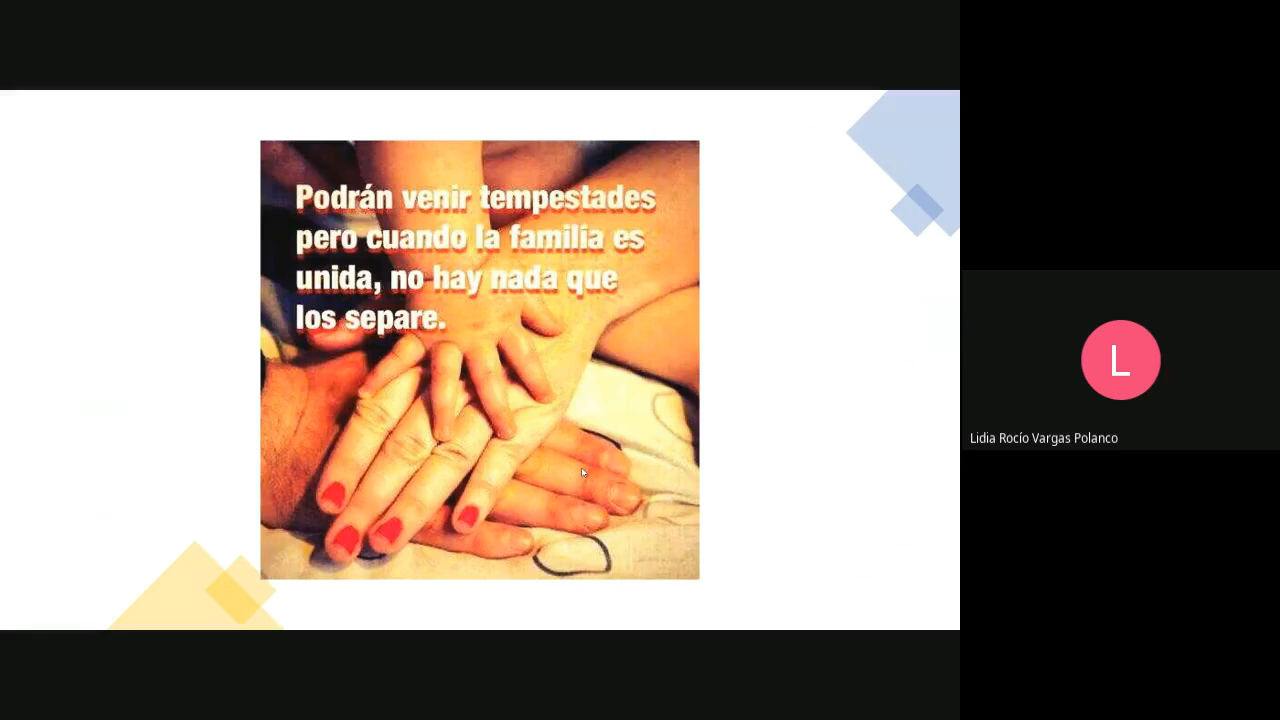 Podrán venir tempestades
pero cuando la familia es
unida, no hay nada que
los separe.
L
Lidia Rocío Vargas Polanco